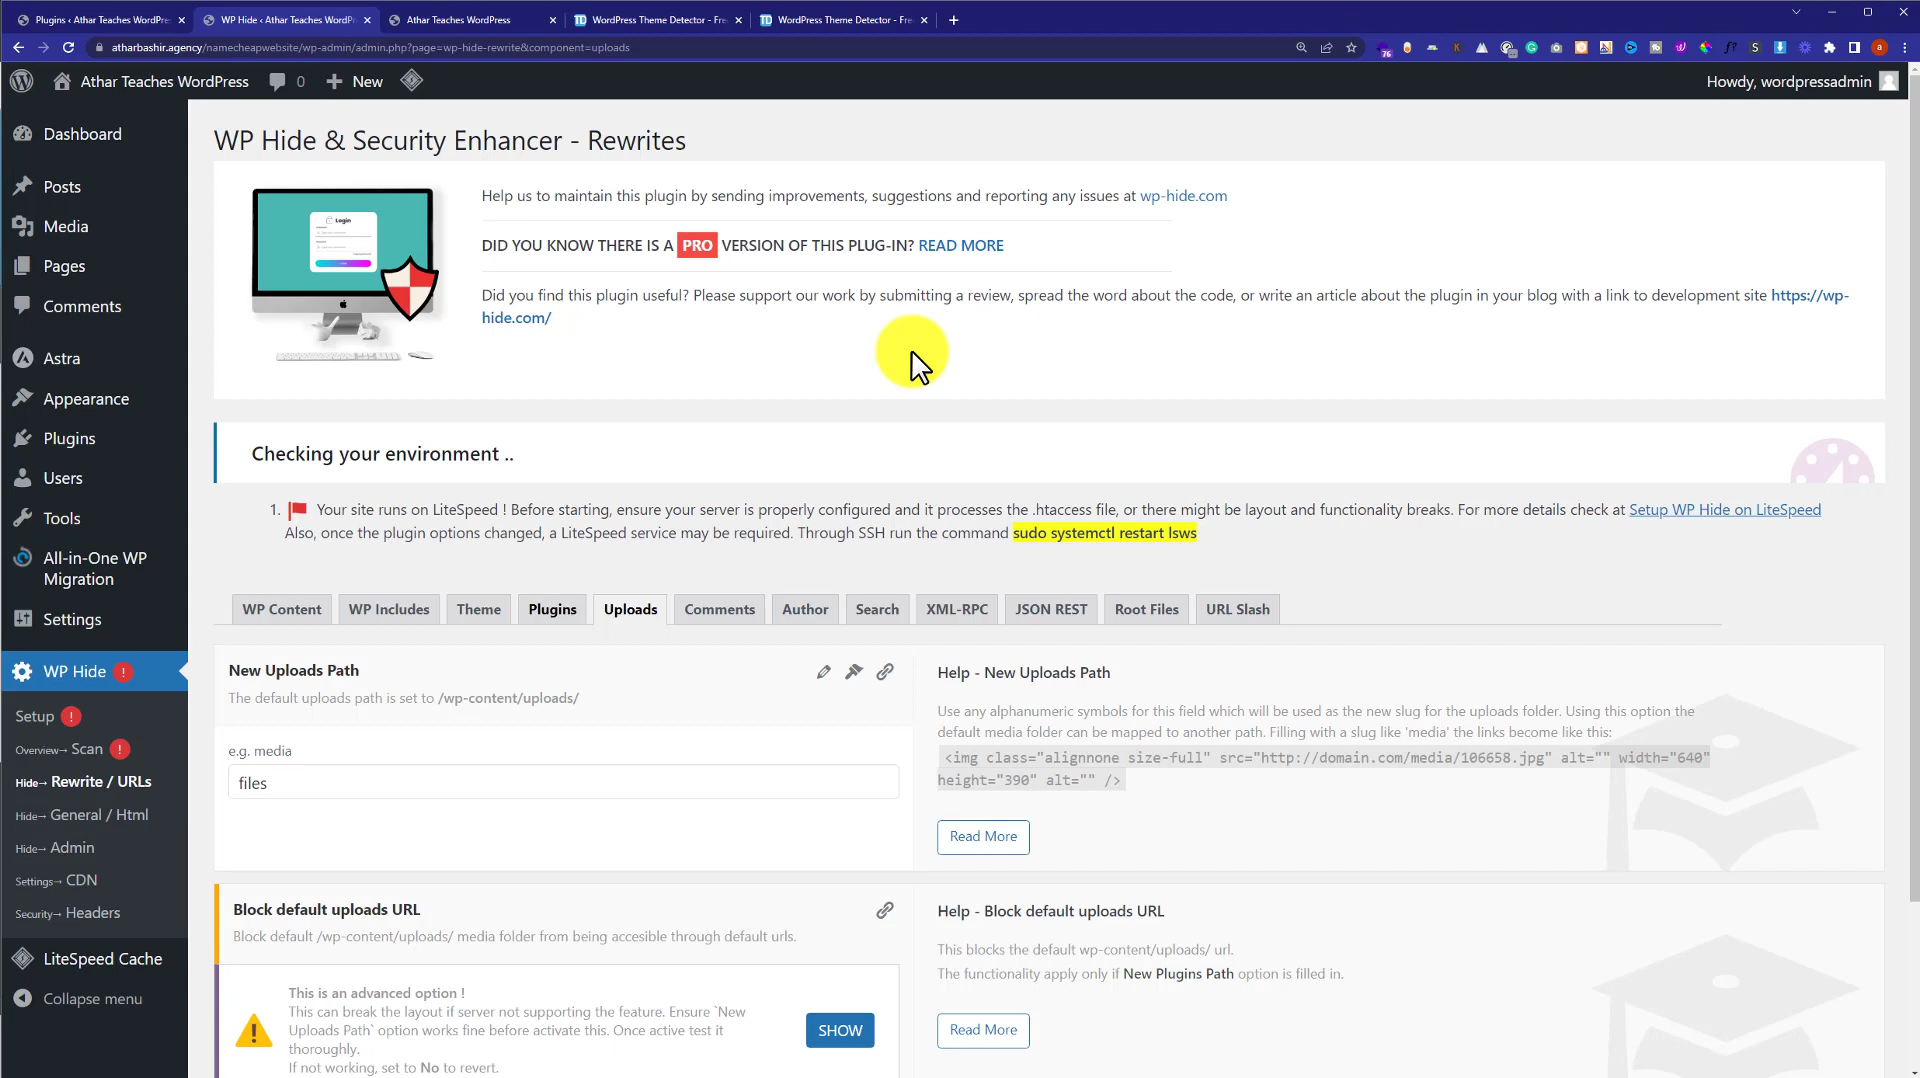 Plugins ‹ Athar Teaches WordPre
WP Hide ‹ Athar Teaches WordPr
Athar Teaches WordPress
WordPress Theme Detector - Fre
WordPress Theme Detector - Fre
atharbashir.agency/namecheapwebsite/wp-admin/admin.php?page=wp-hide-rewrite&component=uploads
Athar Teaches WordPress
0
New
Howdy, wordpressadmin
Dashboard
Posts
Media
Pages
Comments
Astra
Appearance
Plugins
Users
Tools
All-in-One WP
Migration
Settings
WP Hide !
Setup !
Overview→ Scan !
Hide→ Rewrite / URLs
Hide→ General / Html
Hide→ Admin
Settings→ CDN
Security→ Headers
LiteSpeed Cache
Collapse menu
WP Hide & Security Enhancer - Rewrites
Login
Help us to maintain this plugin by sending improvements, suggestions and reporting any issues at wp-hide.com
DID YOU KNOW THERE IS A PRO VERSION OF THIS PLUG-IN? READ MORE
Did you find this plugin useful? Please support our work by submitting a review, spread the word about the code, or write an article about the plugin in your blog with a link to development site https://wp-
hide.com/
Checking your environment ..
1. Your site runs on LiteSpeed ! Before starting, ensure your server is properly configured and it processes the .htaccess file, or there might be layout and functionality breaks. For more details check at Setup WP Hide on LiteSpeed
Also, once the plugin options changed, a LiteSpeed service may be required. Through SSH run the command sudo systemctl restart lsws
WP Content
WP Includes
Theme
Plugins
Uploads
Comments
Author
Search
XML-RPC
JSON REST
Root Files
URL Slash
New Uploads Path
The default uploads path is set to /wp-content/uploads/
e.g. media
files
Help - New Uploads Path
Use any alphanumeric symbols for this field which will be used as the new slug for the uploads folder. Using this option the
default media folder can be mapped to another path. Filling with a slug like 'media' the links become like this:
<img class="alignnone size-full" src="http://domain.com/media/106658.jpg" alt="" width="640"
height="390" alt="" />
Read More
Block default uploads URL
Block default /wp-content/uploads/ media folder from being accesible through default urls.
This is an advanced option !
This can break the layout if server not supporting the feature. Ensure `New
Uploads Path` option works fine before activate this. Once active test it
thoroughly.
If not working, set to No to revert.
SHOW
Help - Block default uploads URL
This blocks the default wp-content/uploads/ url.
The functionality apply only if New Plugins Path option is filled in.
Read More